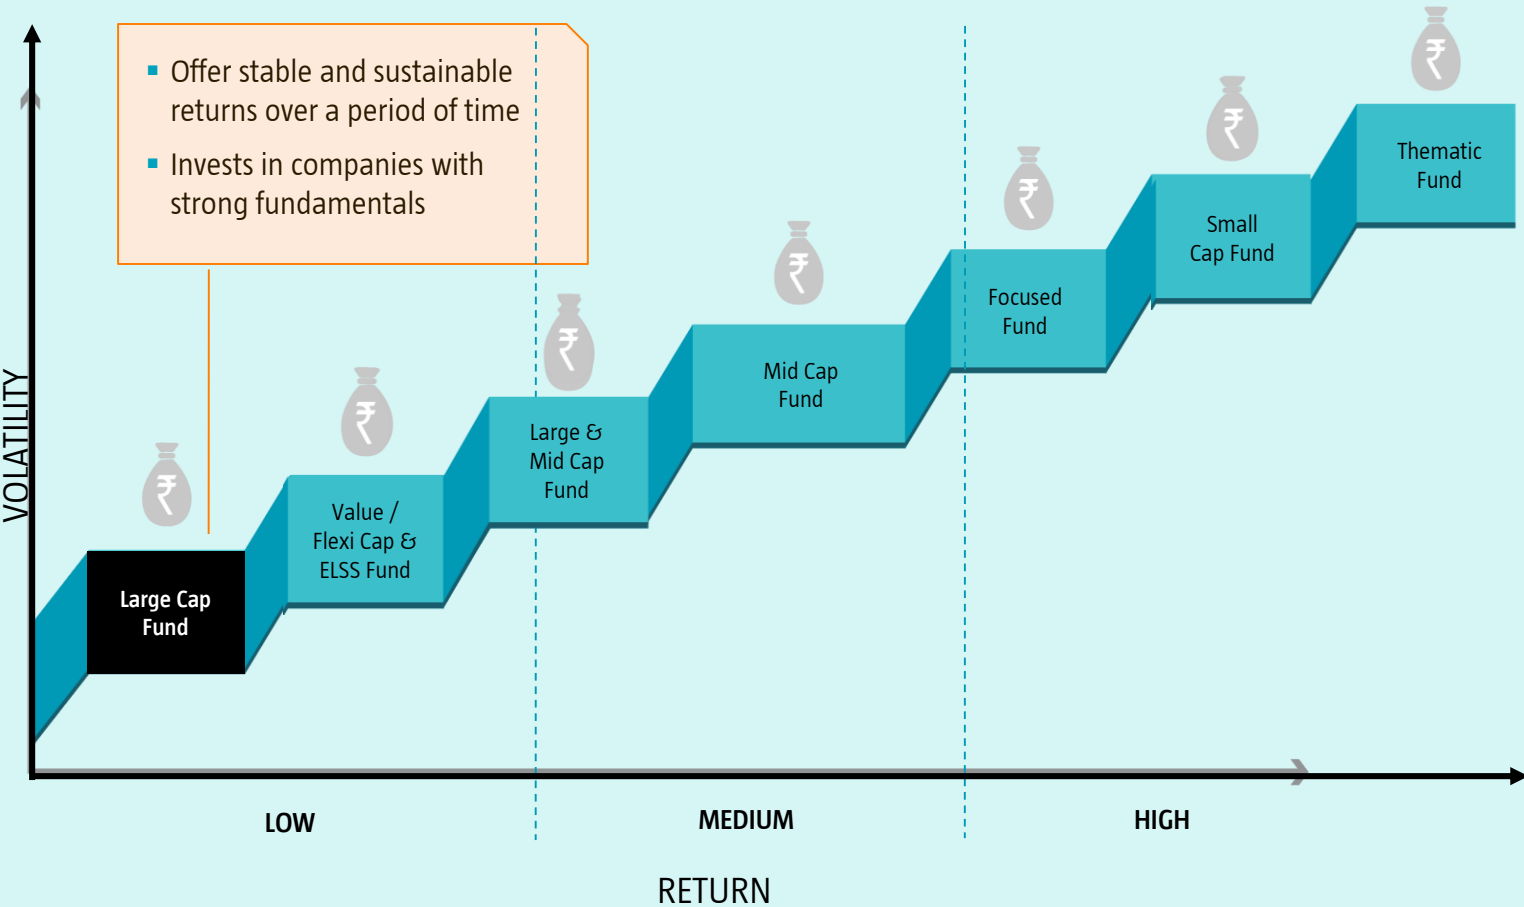 ▪ Offer stable and sustainable
returns over a period of time
▪ Invests in companies with
strong fundamentals
₹
Thematic
Fund
₹
Small
Cap Fund
₹
Focused
Fund
₹
Mid Cap
Fund
₹
Large &
Mid Cap
Fund
₹
Value /
Flexi Cap &
ELSS Fund
₹
Large Cap
Fund
VOLATILITY
LOW
MEDIUM
HIGH
RETURN